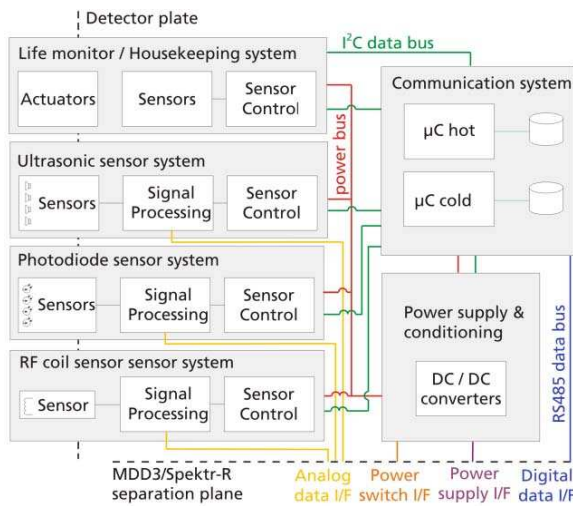 Detector plate
Life monitor / Housekeeping system
Actuators
Sensors
Sensor
Control
I²C data bus
Communication system
µC hot
µC cold
power bus
Ultrasonic sensor system
Sensors
Signal
Processing
Sensor
Control
Photodiode sensor system
Sensors
Signal
Processing
Sensor
Control
Power supply &
conditioning
DC / DC
converters
RS485 data bus
RF coil sensor sensor system
Sensor
Signal
Processing
Sensor
Control
MDD3/Spektr-R
separation plane
Analog
data I/F
Power
switch I/F
Power
supply I/F
Digital
data I/F